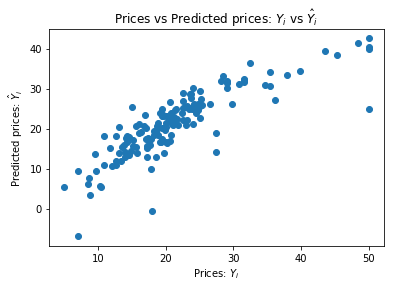 Prices vs Predicted prices: $Y_i$ vs $\hat{Y}_i$
40
30
20
10
0
Predicted prices: $\hat{Y}_i$
10 20 30 40 50
Prices: $Y_i$